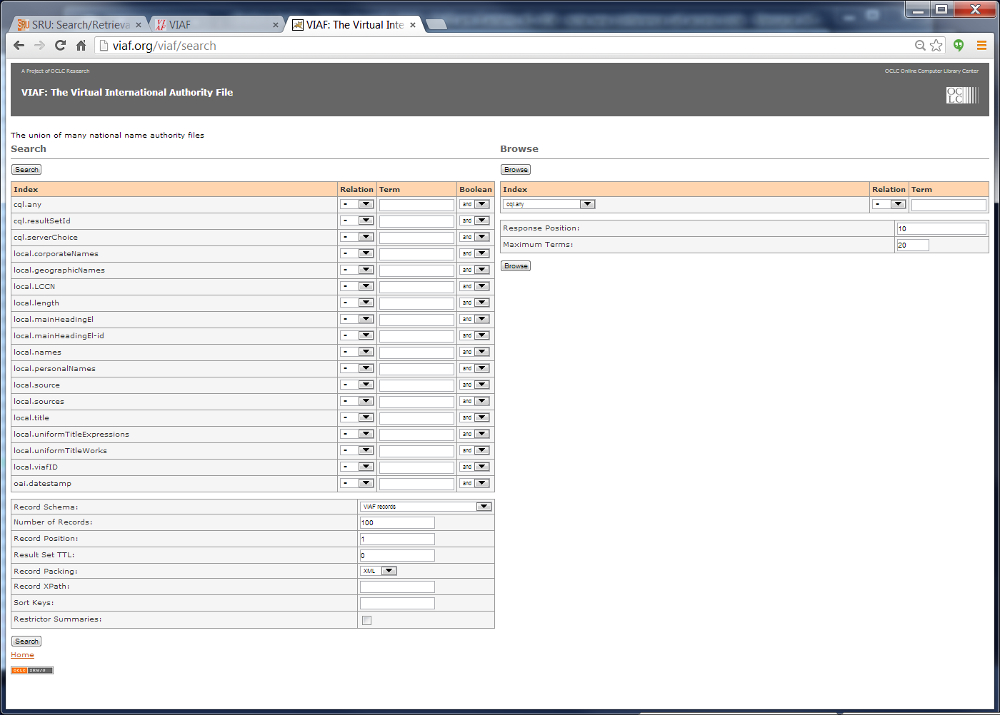 SRU: Search/Retrieva
VIAF
VIAF: The Virtual Inte
viaf.org/viaf/search
A Project of OCLC Research
OCLC Online Computer Library Center
VIAF: The Virtual International Authority File
OC
LC
The union of many national name authority files
Search
Search
Index Relation Term Boolean
cql.any = and
cql.resultSetId = and
cql.serverChoice = and
local.corporateNames = and
local.geographicNames = and
local.LCCN = and
local.length = and
local.mainHeadingEl = and
local.mainHeadingEl-id = and
local.names = and
local.personalNames = and
local.source = and
local.sources = and
local.title = and
local.uniformTitleExpressions = and
local.uniformTitleWorks = and
local.viafID = and
oai.datestamp = and
Record Schema: VIAF records
Number of Records: 100
Record Position: 1
Result Set TTL: 0
Record Packing: XML
Record XPath:
Sort Keys:
Restrictor Summaries:
Search
Home
OCLC SRW/U
Browse
Browse
Index Relation Term
cql.any =
Response Position: 10
Maximum Terms: 20
Browse